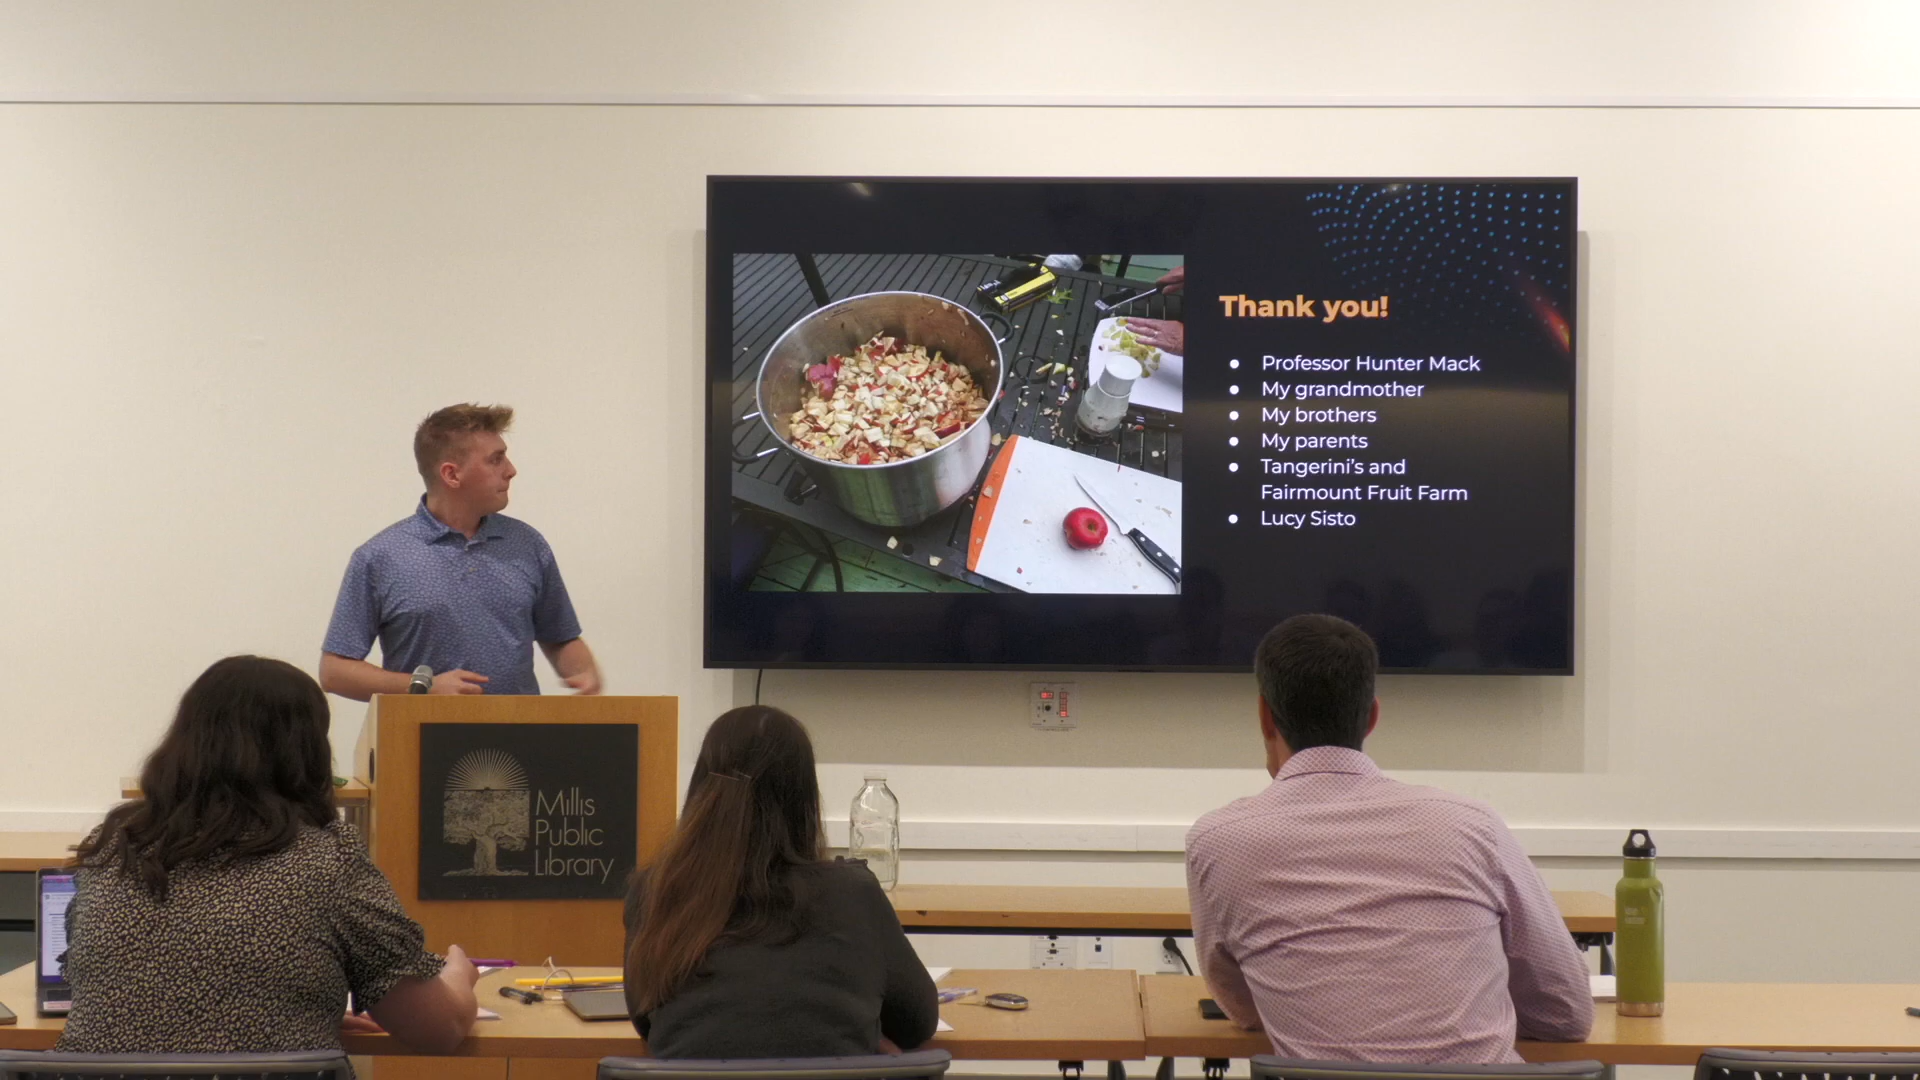 Thank you!
● Professor Hunter Mack
● My grandmother
● My brothers
● My parents
● Tangerini's and
Fairmount Fruit Farm
● Lucy Sisto
Millis
Public
Library